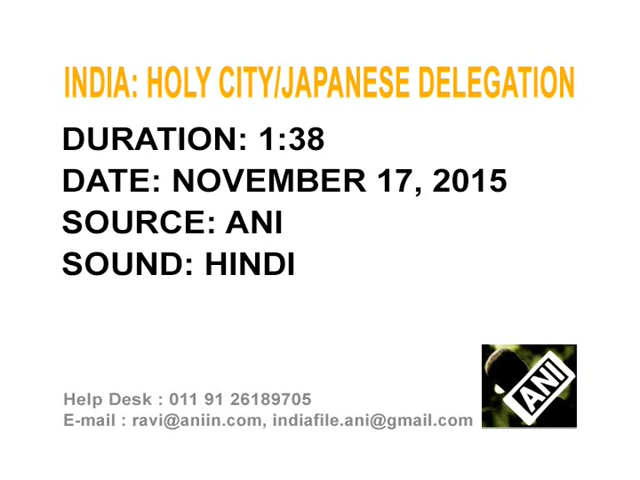 INDIA: HOLY CITY/JAPANESE DELEGATION
DURATION: 1:38
DATE: NOVEMBER 17, 2015
SOURCE: ANI
SOUND: HINDI
Help Desk : 011 91 26189705
E-mail : ravi@aniin.com, indiafile.ani@gmail.com
ANI